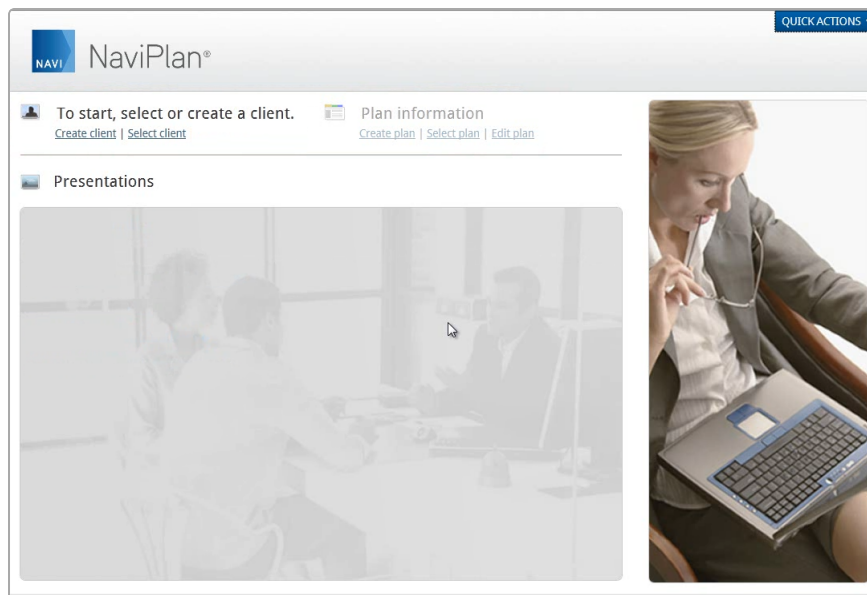 QUICK ACTIONS
NAVI
NaviPlan®
To start, select or create a client.
Create client | Select client
Plan information
Create plan | Select plan | Edit plan
Presentations